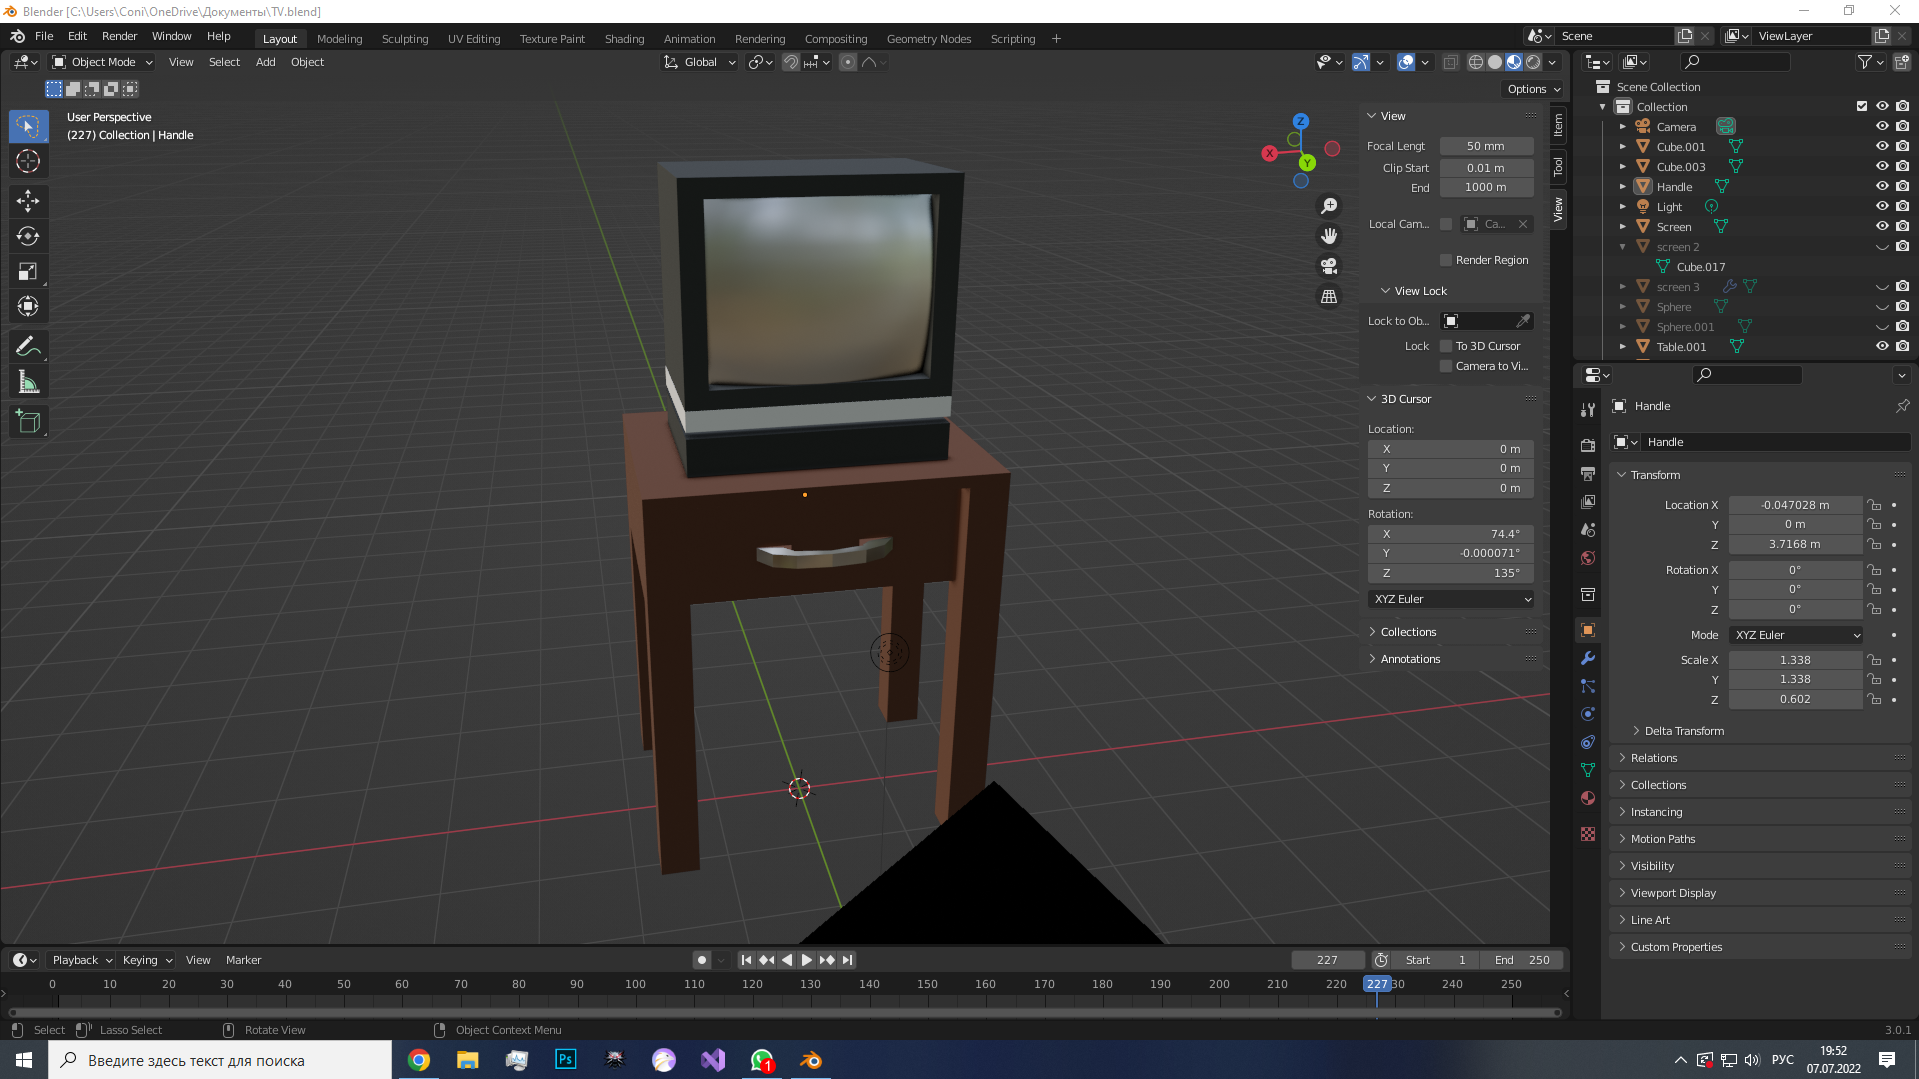 Blender [C:\Users\Coni\OneDrive\Документы\TV.blend]
File Edit Render Window Help Layout Modeling Sculpting UV Editing Texture Paint Shading Animation Rendering Compositing Geometry Nodes Scripting + Scene ViewLayer
Object Mode View Select Add Object Global
Options
User Perspective
(227) Collection | Handle
Z
X
Y
View
Focal Lengt 50 mm
Clip Start 0.01 m
End 1000 m
Local Cam... Ca...
Render Region
View Lock
Lock to Ob...
Lock To 3D Cursor
Camera to Vi...
3D Cursor
Location:
X 0 m
Y 0 m
Z 0 m
Rotation:
X 74.4°
Y -0.000071°
Z 135°
XYZ Euler
Collections
Annotations
Item
Tool
View
Scene Collection
Collection
Camera
Cube.001
Cube.003
Handle
Light
Screen
screen 2
Cube.017
screen 3
Sphere
Sphere.001
Table.001
Handle
Handle
Transform
Location X -0.047028 m
Y 0 m
Z 3.7168 m
Rotation X 0°
Y 0°
Z 0°
Mode XYZ Euler
Scale X 1.338
Y 1.338
Z 0.602
Delta Transform
Relations
Collections
Instancing
Motion Paths
Visibility
Viewport Display
Line Art
Custom Properties
Playback Keying View Marker 227 Start 1 End 250
0 10 20 30 40 50 60 70 80 90 100 110 120 130 140 150 160 170 180 190 200 210 220 227 30 240 250
Select Lasso Select Rotate View Object Context Menu 3.0.1
Введите здесь текст для поиска
Ps
1
РУС
19:52
07.07.2022